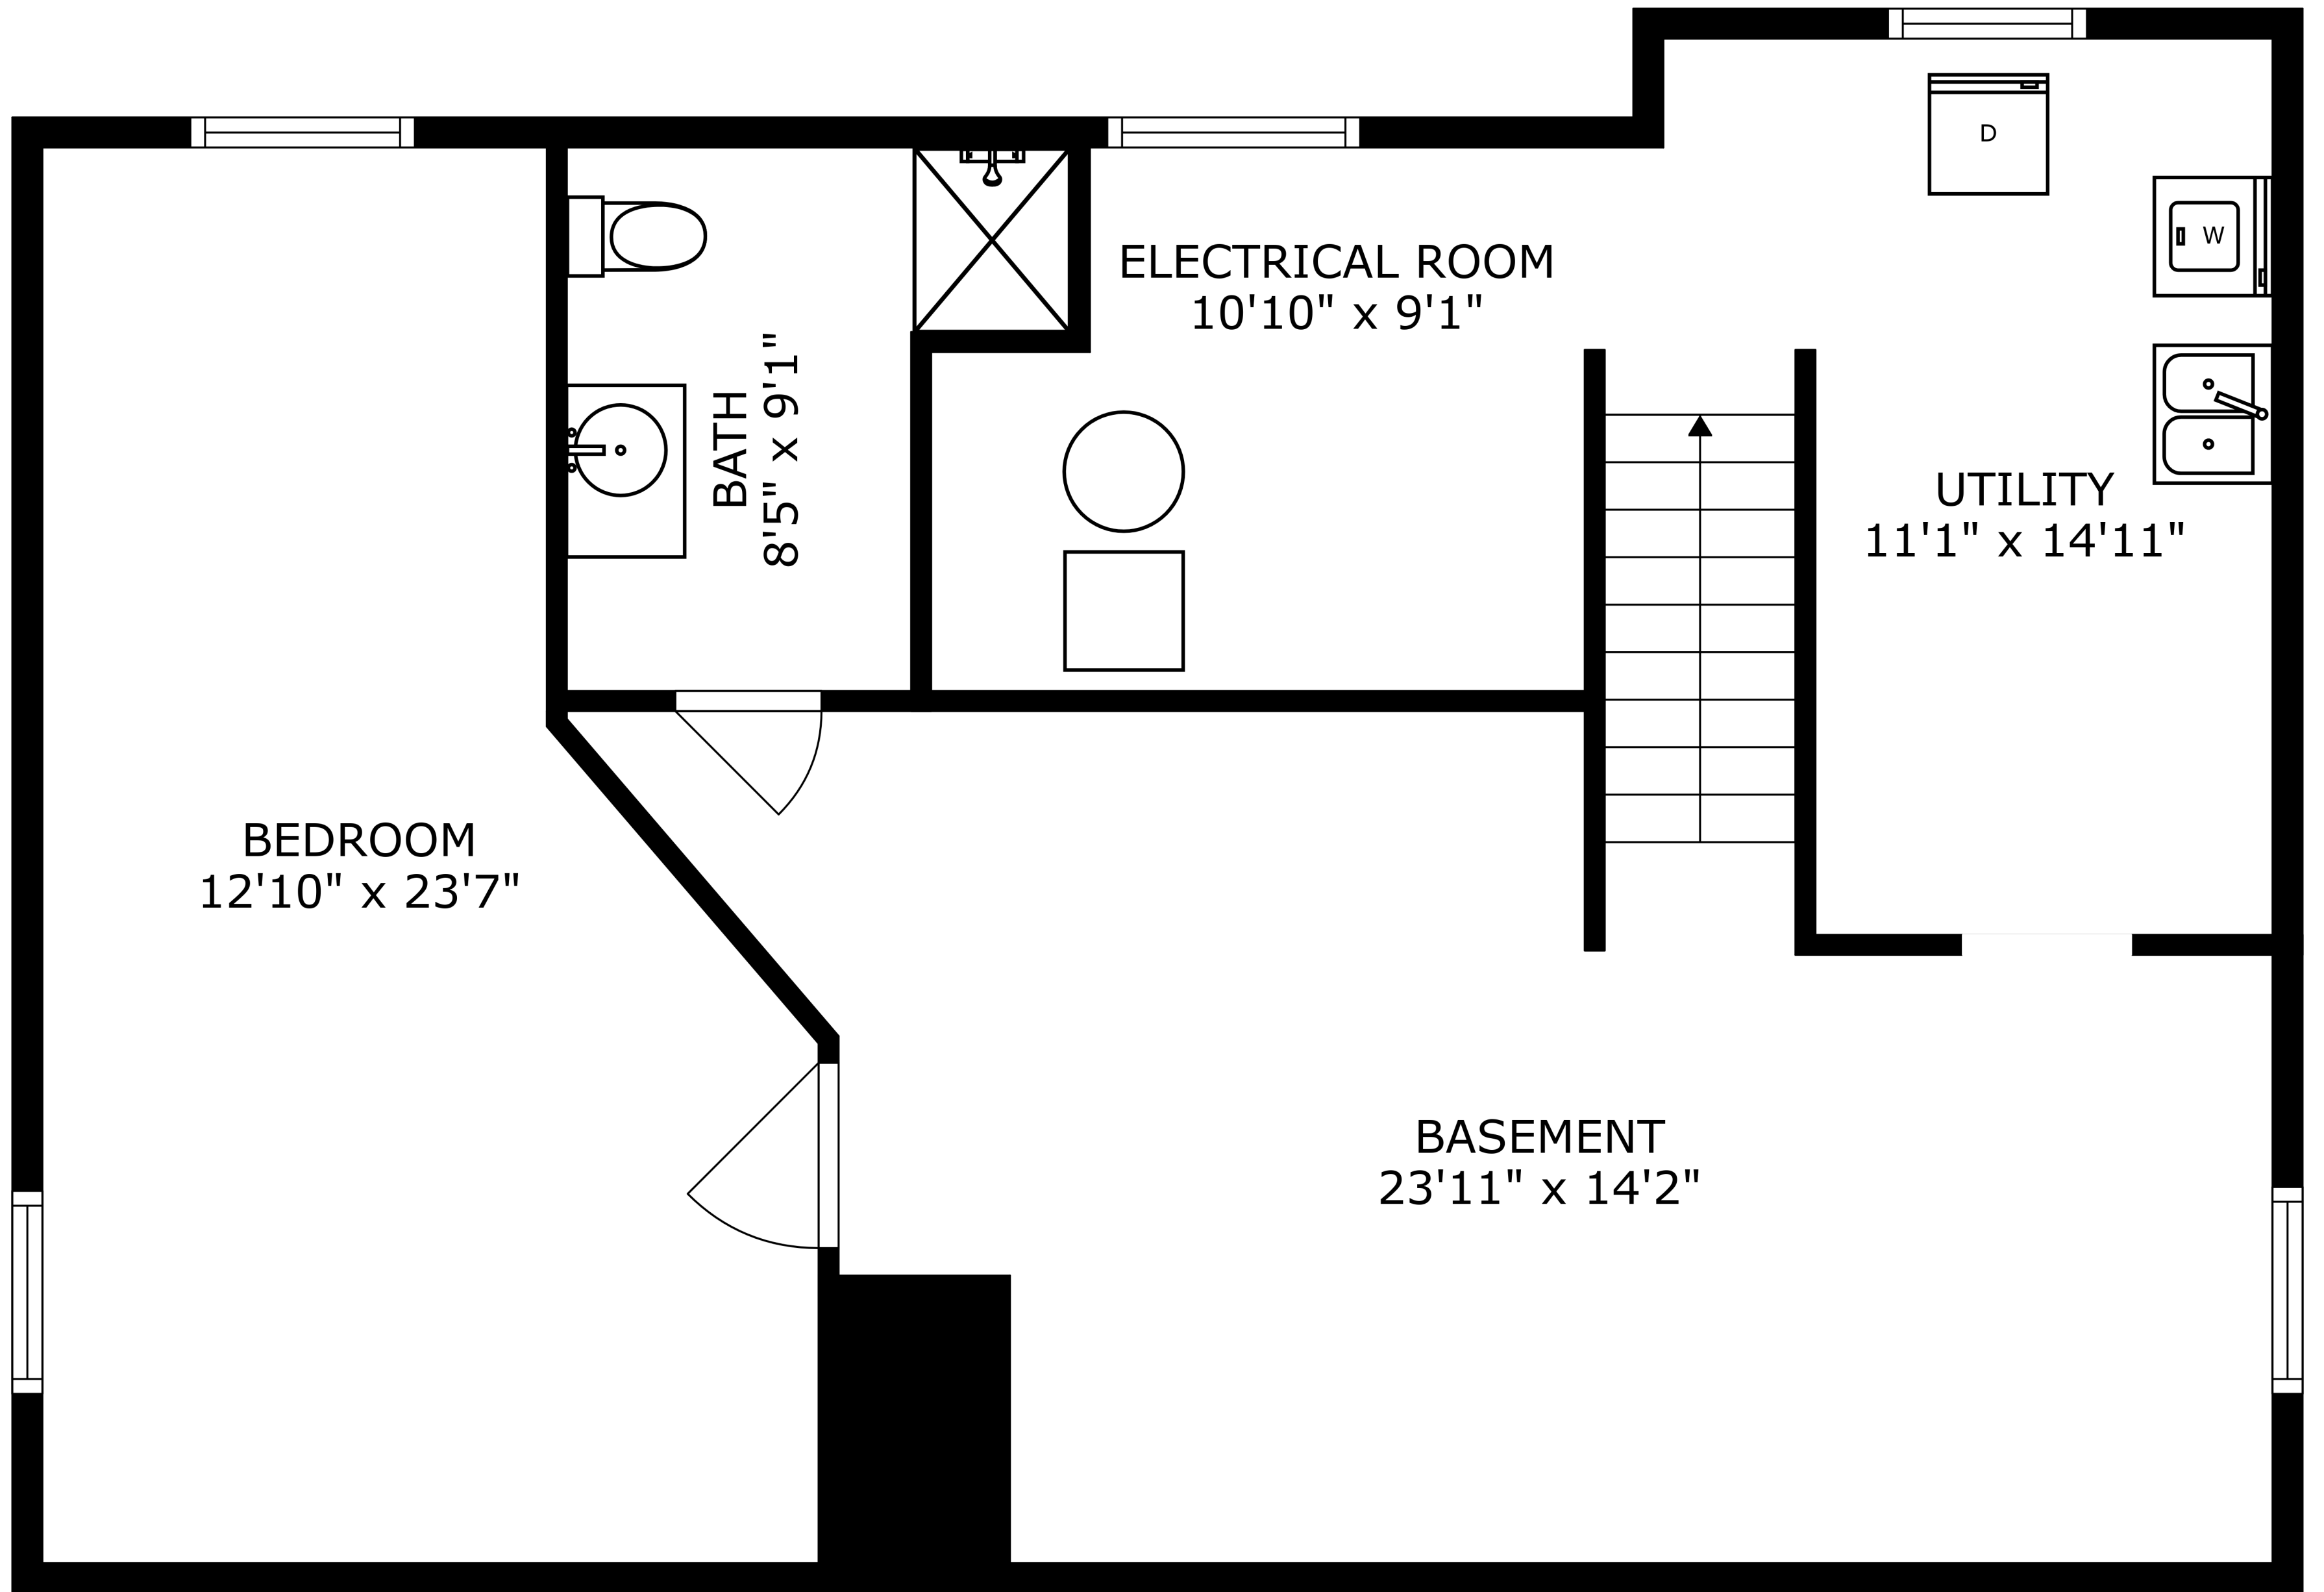 D
W
ELECTRICAL ROOM
10'10" x 9'1"
BATH
8'5" x 9'1"
UTILITY
11'1" x 14'11"
BEDROOM
12'10" x 23'7"
BASEMENT
23'11" x 14'2"